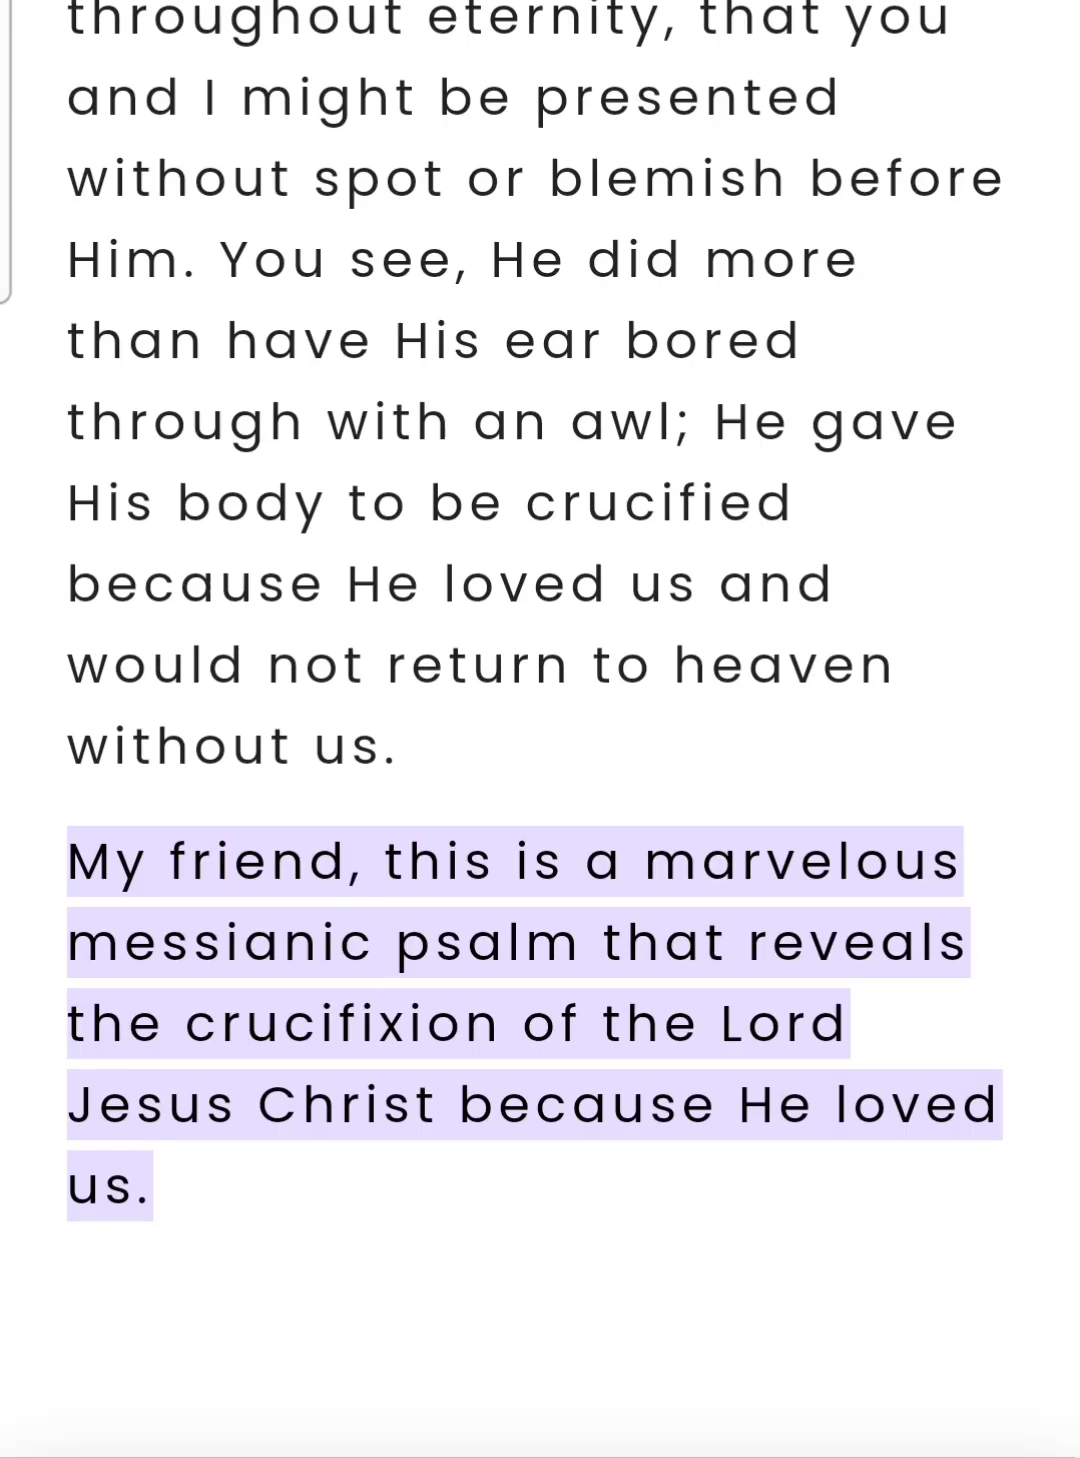 throughout eternity, that you
and I might be presented
without spot or blemish before
Him. You see, He did more
than have His ear bored
through with an awl; He gave
His body to be crucified
because He loved us and
would not return to heaven
without us.
My friend, this is a marvelous
messianic psalm that reveals
the crucifixion of the Lord
Jesus Christ because He loved
us.